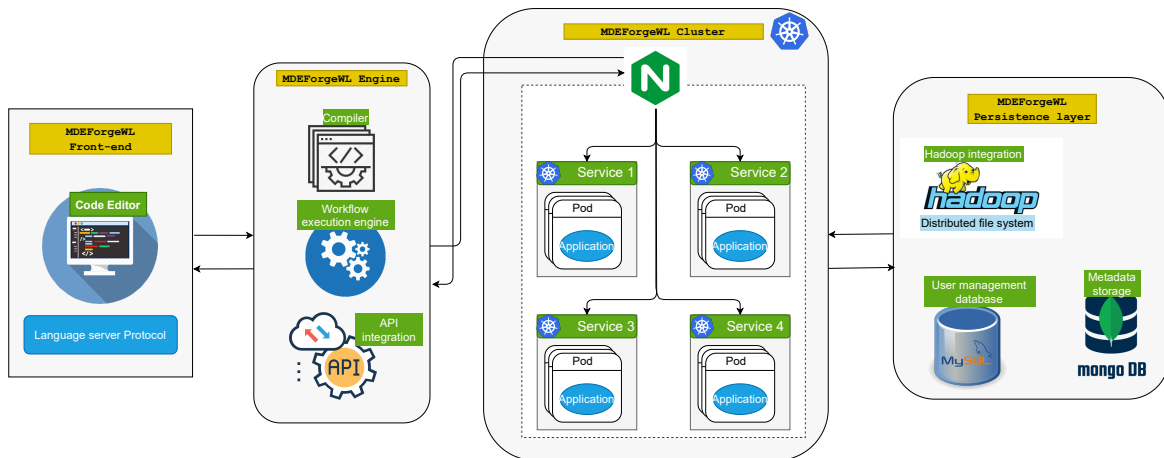 MDEForgeWL
Front-end
Code Editor
Language server Protocol
MDEForgeWL Engine
Compiler
Workflow
execution engine
API
integration
API
MDEForgeWL Cluster
N
Service 1
Pod
Application
Service 2
Pod
Application
Service 3
Pod
Application
Service 4
Pod
Application
MDEForgeWL
Persistence layer
Hadoop integration
hadoop
Distributed file system
User management
database
MySQL
Metadata
storage
mongo DB